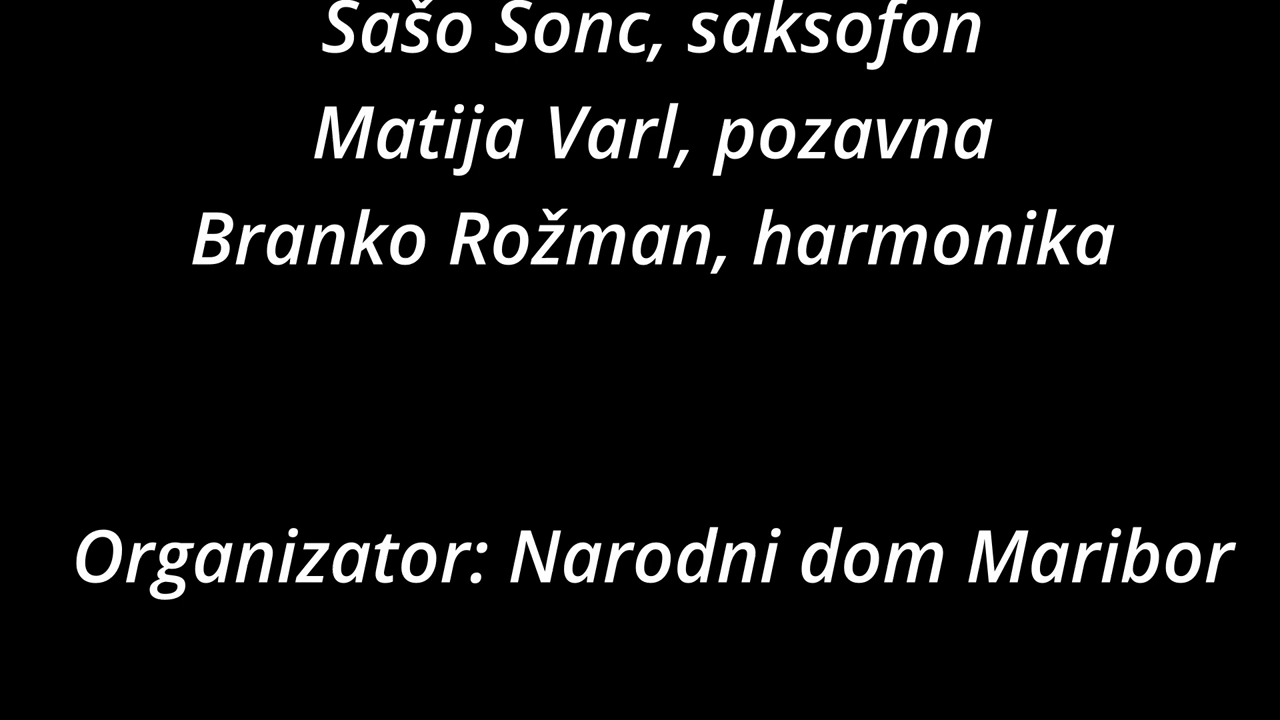 Sašo Sonc, saksofon
Matija Varl, pozavna
Branko Rožman, harmonika
Organizator: Narodni dom Maribor